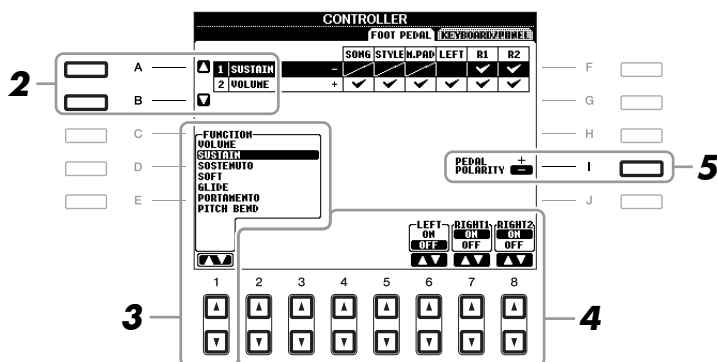 CONTROLLER
FOOT PEDAL KEYBOARD/PANEL
SONG STYLE M.PAD LEFT R1 R2
1 SUSTAIN −
2 VOLUME +
2
A
B
C
D
E
F
G
H
I
J
FUNCTION
VOLUME
SUSTAIN
SOSTENUTO
SOFT
GLIDE
PORTAMENTO
PITCH BEND
PEDAL POLARITY + −
5
LEFT RIGHT1 RIGHT2
ON ON ON
OFF OFF OFF
1 2 3 4 5 6 7 8
3
4